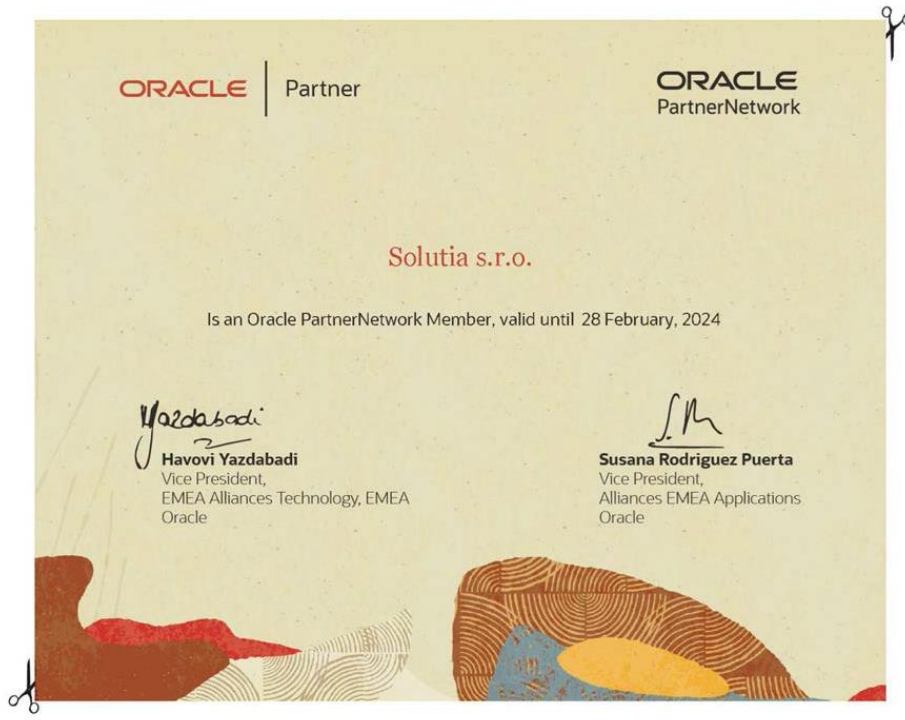 ORACLE | Partner
ORACLE
PartnerNetwork
Solutia s.r.o.
Is an Oracle PartnerNetwork Member, valid until 28 February, 2024
Yazdabadi
Havovi Yazdabadi
Vice President,
EMEA Alliances Technology, EMEA
Oracle
Susana Rodriguez Puerta
Vice President,
Alliances EMEA Applications
Oracle